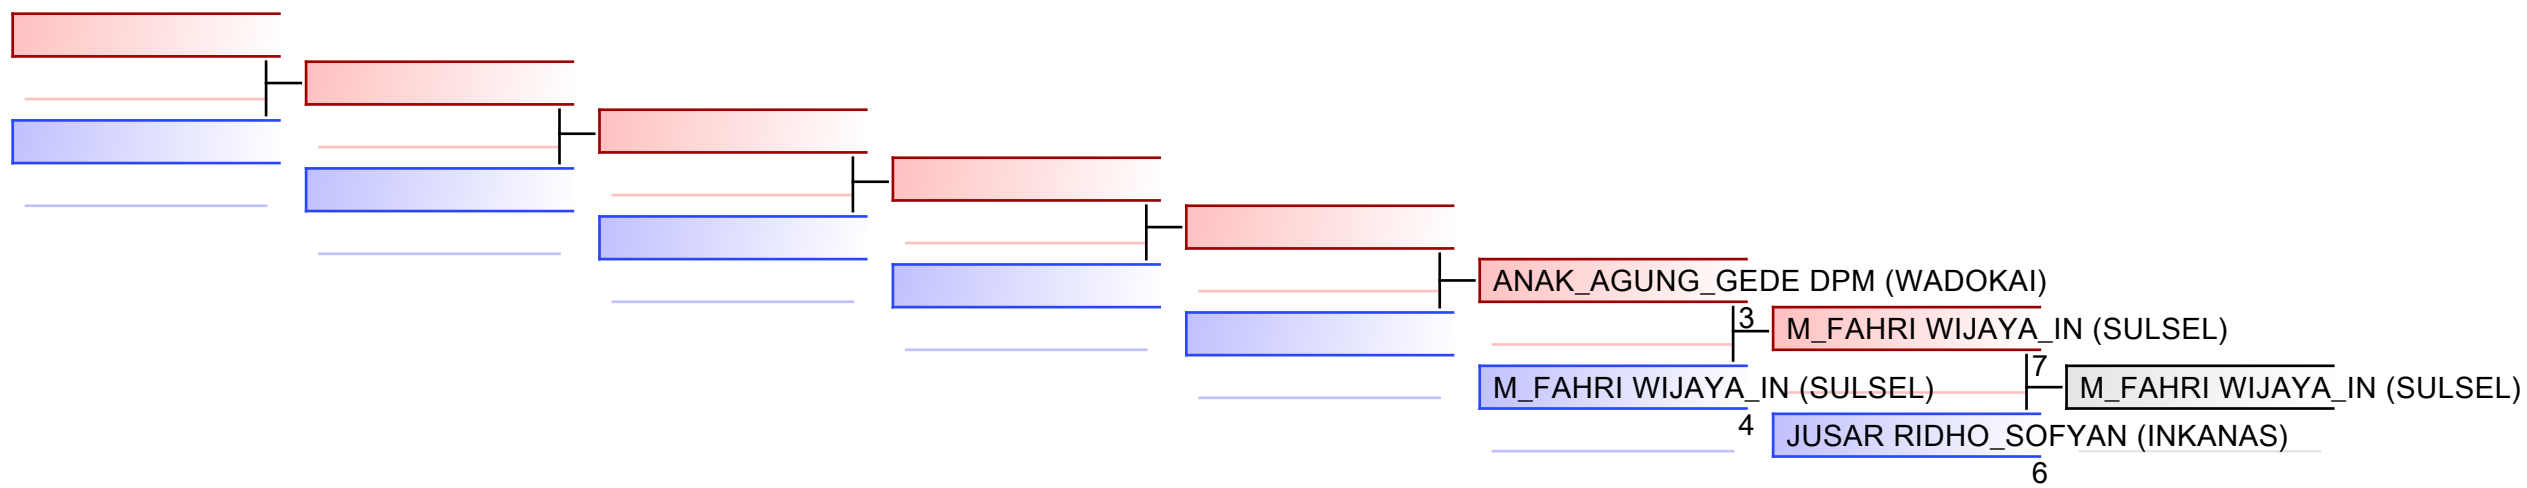 ANAK_AGUNG_GEDE DPM (WADOKAI)
3
M_FAHRI WIJAYA_IN (SULSEL)
7
M_FAHRI WIJAYA_IN (SULSEL)
M_FAHRI WIJAYA_IN (SULSEL)
4
JUSAR RIDHO_SOFYAN (INKANAS)
6